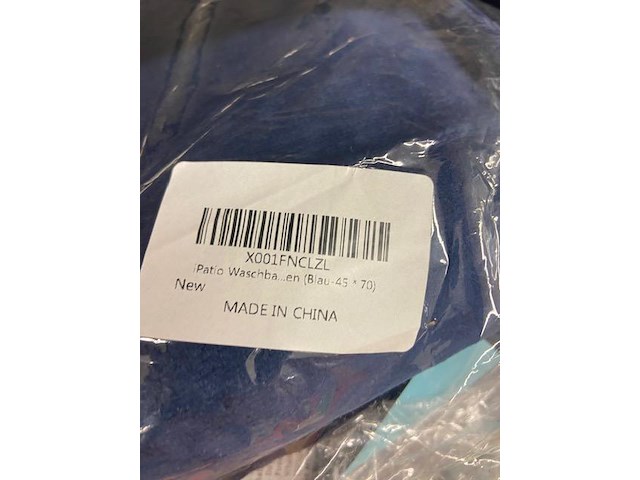 X001FNCLZL
iPatio Waschba...en (Blau-45 * 70)
New
MADE IN CHINA